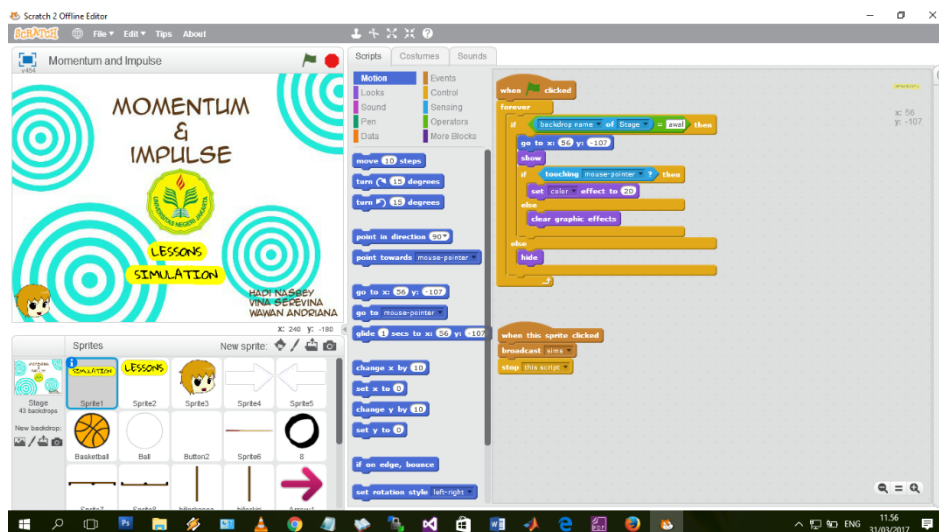 Scratch 2 Offline Editor
SCRATCH File Edit Tips About
Momentum and Impulse
v454
MOMENTUM
&
IMPULSE
UNIVERSITAS NEGERI JAKARTA
LESSONS
SIMULATION
HADI NASBEY
VINA SEREVINA
WAWAN ANDRIANA
X: 240 y: -180
Sprites
New sprite:
Stage
43 backdrops
New backdrop:
SIMULATION
Sprite1
LESSONS
Sprite2
Sprite3
Sprite4
Sprite5
Basketball
Ball
Button2
Sprite6
8
Scripts Costumes Sounds
Motion
Looks
Sound
Pen
Data
Events
Control
Sensing
Operators
More Blocks
move 10 steps
turn 15 degrees
turn 15 degrees
point in direction 90
point towards mouse-pointer
go to x: 56 y: -107
go to mouse-pointer
glide 1 secs to x: 56 y: -107
change x by 10
set x to 0
change y by 10
set y to 0
if on edge, bounce
set rotation style left-right
when clicked
forever
if backdrop name of Stage = awal then
go to x: 56 y: -107
show
if touching mouse-pointer ? then
set color effect to 20
else
clear graphic effects
else
hide
when this sprite clicked
broadcast sims
stop this script
x: 56
y: -107
ENG
11.56
31/03/2017